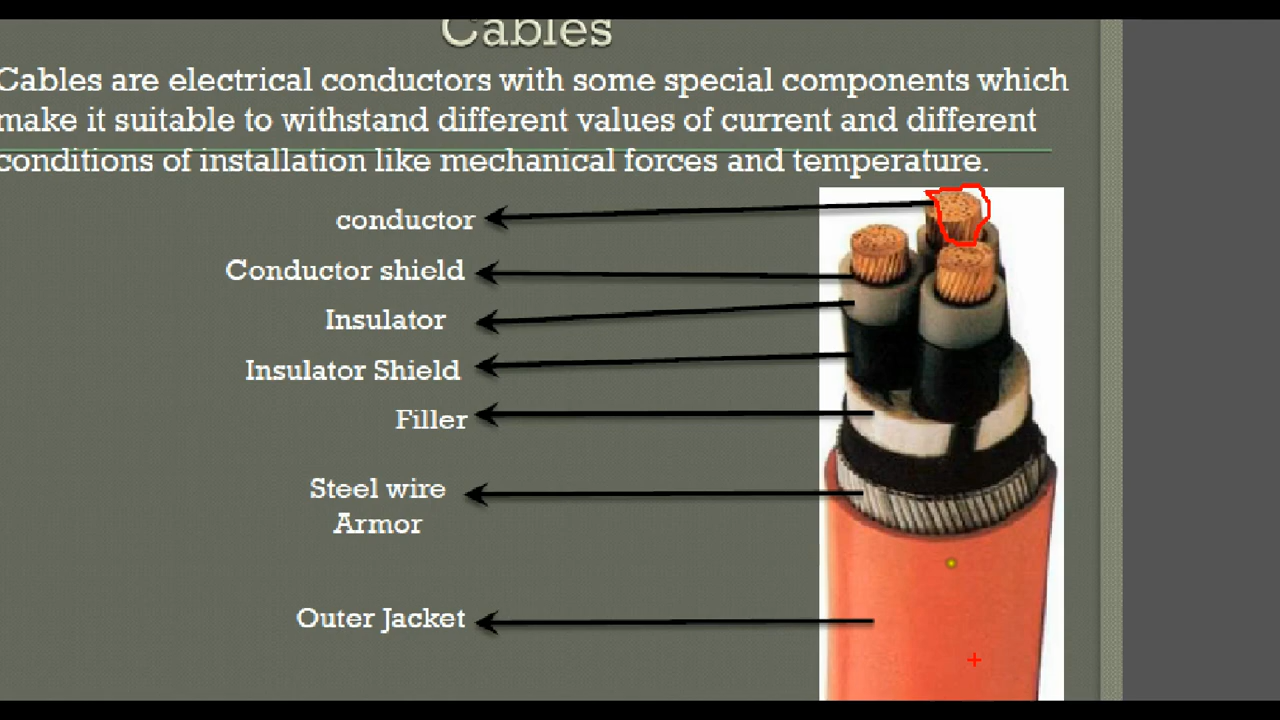 Cables
Cables are electrical conductors with some special components which
make it suitable to withstand different values of current and different
conditions of installation like mechanical forces and temperature.
conductor
Conductor shield
Insulator
Insulator Shield
Filler
Steel wire
Armor
Outer Jacket